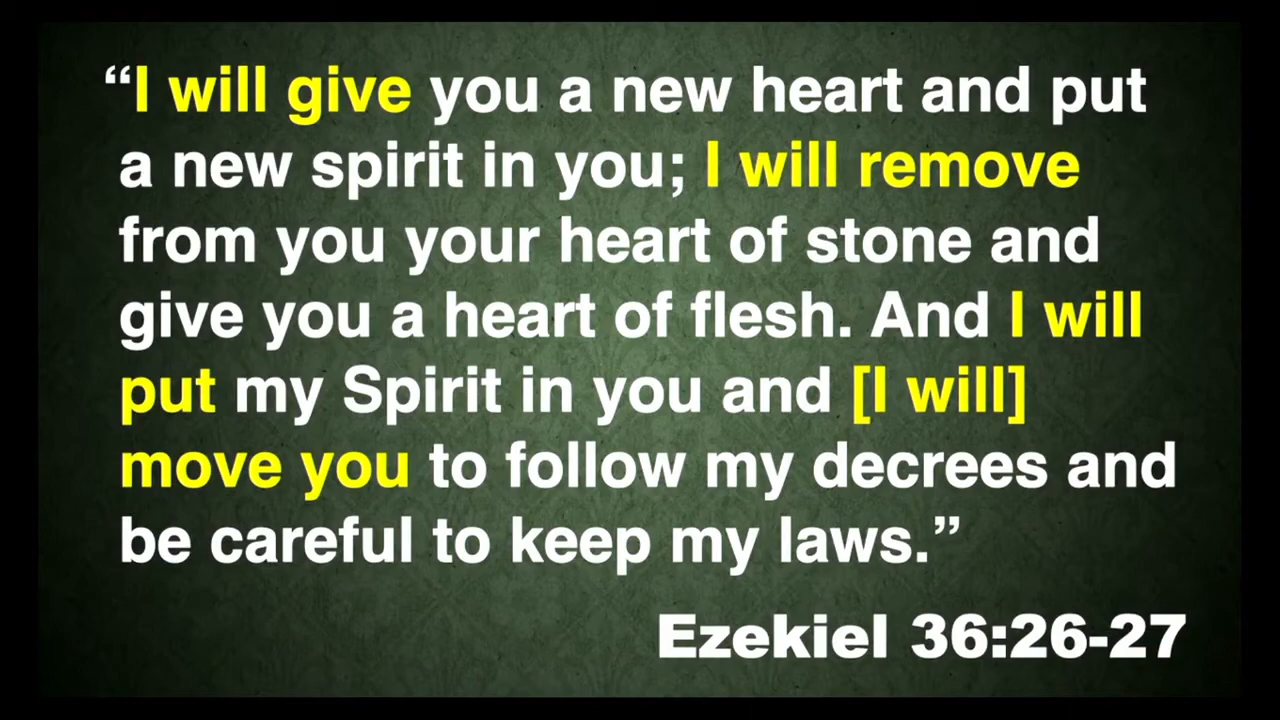 “I will give you a new heart and put
a new spirit in you; I will remove
from you your heart of stone and
give you a heart of flesh. And I will
put my Spirit in you and [I will]
move you to follow my decrees and
be careful to keep my laws.”
Ezekiel 36:26-27